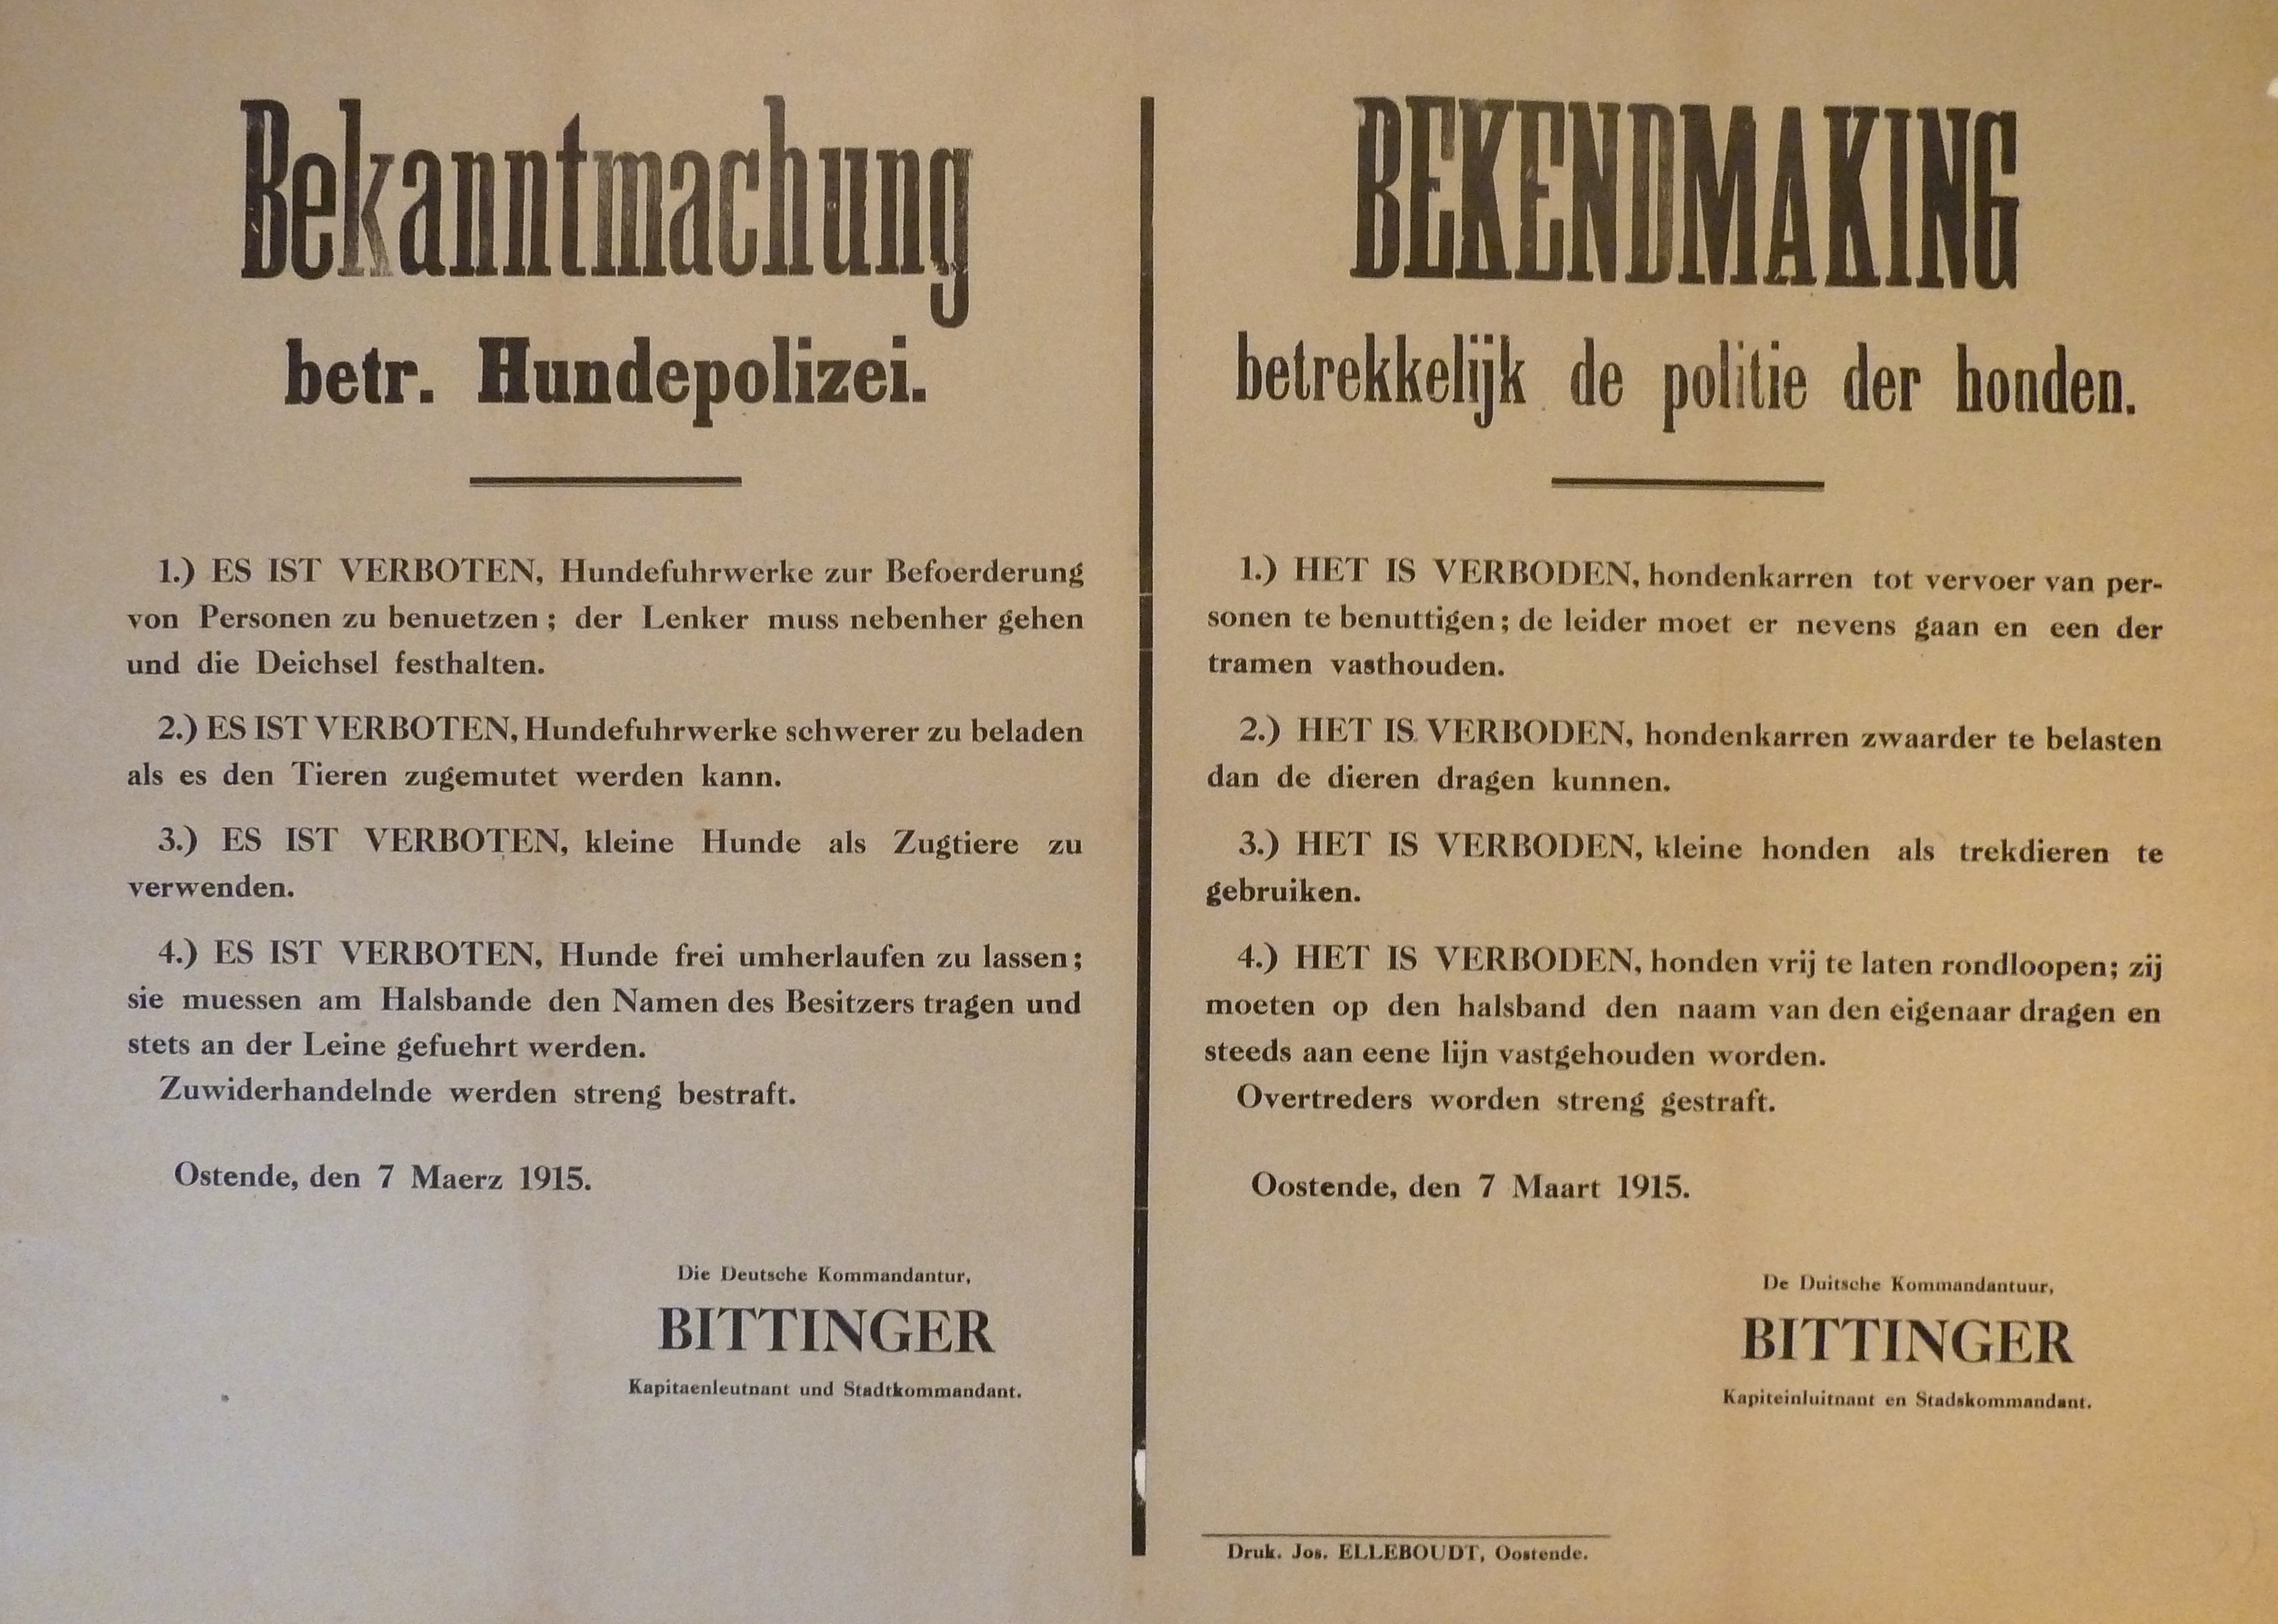 Bekanntmachung
betr. Hundepolizei.
1.) ES IST VERBOTEN, Hundefuhrwerke zur Befoerderung
von Personen zu benuetzen ; der Lenker muss nebenher gehen
und die Deichsel festhalten.
2.) ES IST VERBOTEN, Hundefuhrwerke schwerer zu beladen
als es den Tieren zugemutet werden kann.
3.) ES IST VERBOTEN, kleine Hunde als Zugtiere zu
verwenden.
4.) ES IST VERBOTEN, Hunde frei umherlaufen zu lassen;
sie muessen am Halsbande den Namen des Besitzers tragen und
stets an der Leine gefuehrt werden.
Zuwiderhandelnde werden streng bestraft.
Ostende, den 7 Maerz 1915.
Die Deutsche Kommandantur,
BITTINGER
Kapitaenleutnant und Stadtkommandant.
BEKENDMAKING
betrekkelijk de politie der honden.
1.) HET IS VERBODEN, hondenkarren tot vervoer van per-
sonen te benuttigen; de leider moet er nevens gaan en een der
tramen vasthouden.
2.) HET IS VERBODEN, hondenkarren zwaarder te belasten
dan de dieren dragen kunnen.
3.) HET IS VERBODEN, kleine honden als trekdieren te
gebruiken.
4.) HET IS VERBODEN, honden vrij te laten rondloopen; zij
moeten op den halsband den naam van den eigenaar dragen en
steeds aan eene lijn vastgehouden worden.
Overtreders worden streng gestraft.
Oostende, den 7 Maart 1915.
De Duitsche Kommandantuur,
BITTINGER
Kapiteinluitnant en Stadskommandant.
Druk. Jos. ELLEBOUDT, Oostende.